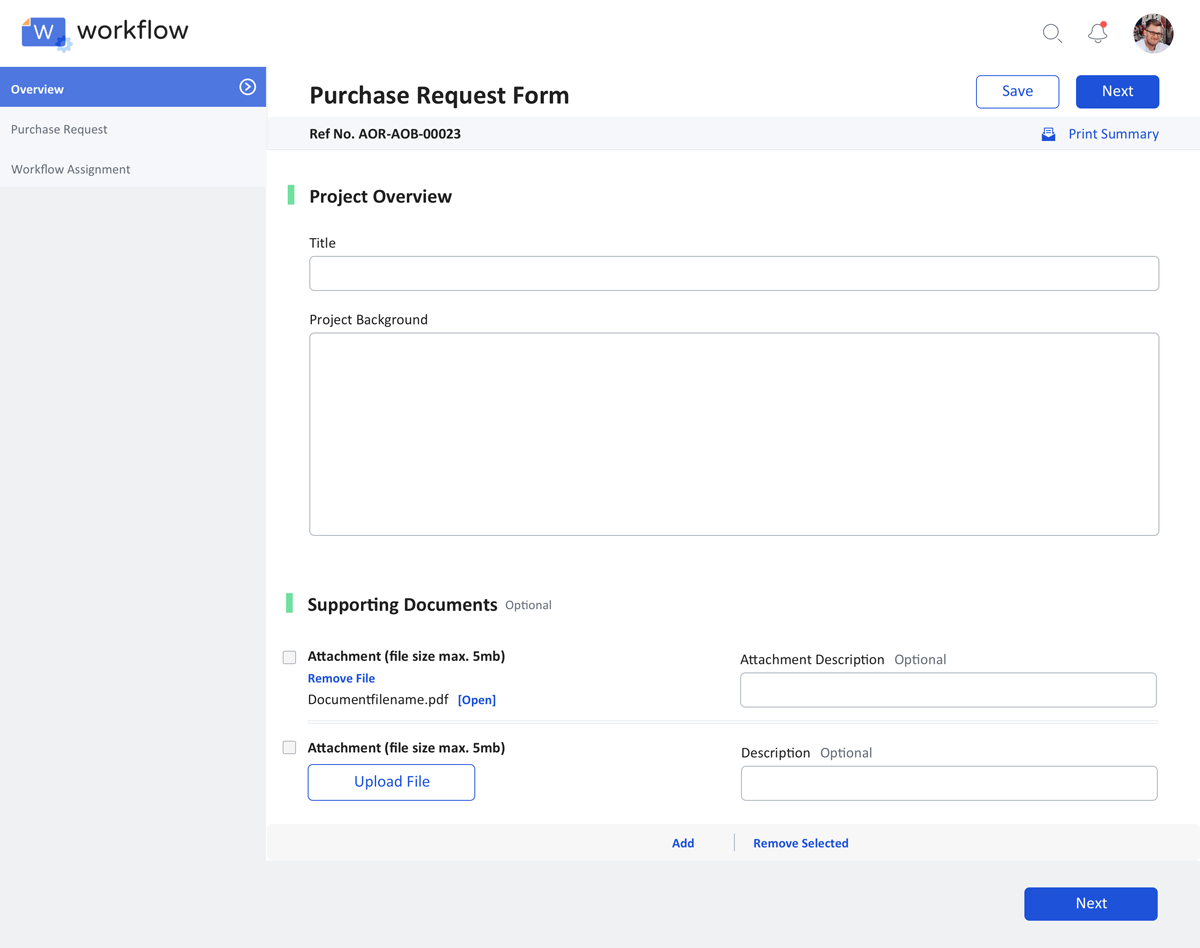 W workflow
Overview
Purchase Request
Workflow Assignment
Purchase Request Form
Save
Next
Ref No. AOR-AOB-00023
Print Summary
Project Overview
Title
Project Background
Supporting Documents Optional
Attachment (file size max. 5mb)
Remove File
Documentfilename.pdf [Open]
Attachment Description Optional
Attachment (file size max. 5mb)
Upload File
Description Optional
Add
Remove Selected
Next